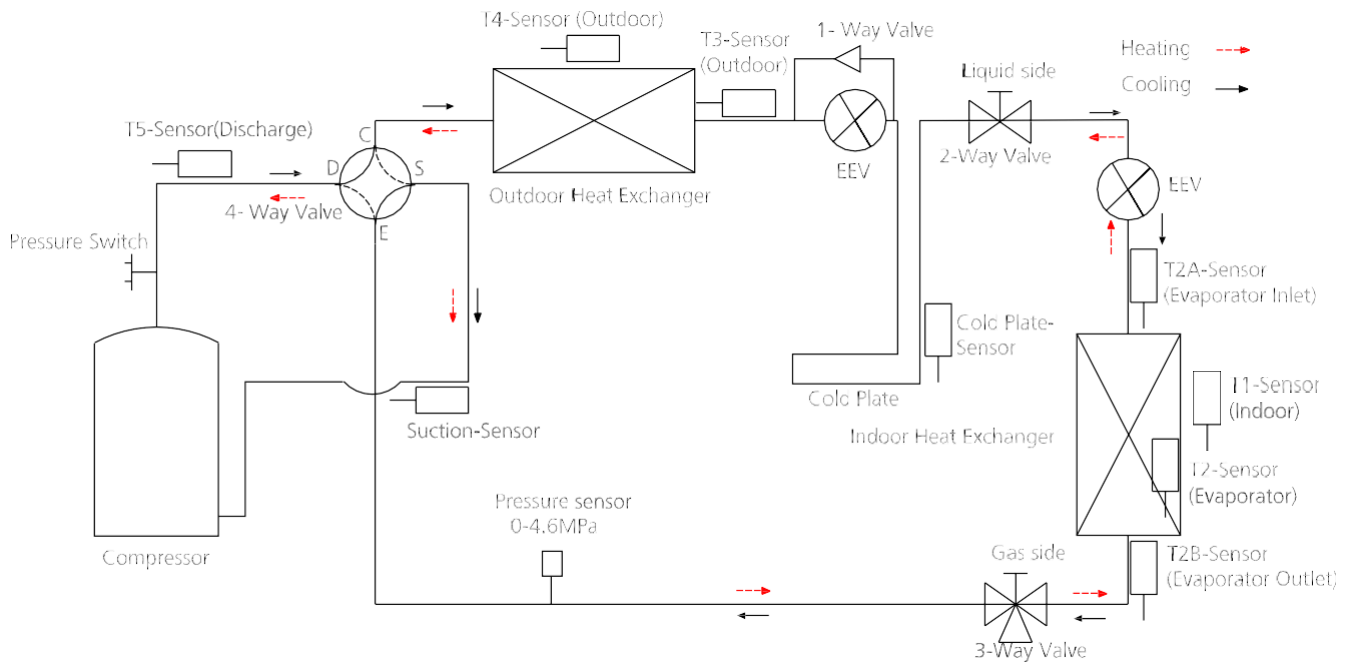 T4-Sensor (Outdoor)
T3-Sensor
(Outdoor)
1- Way Valve
Heating
Cooling
Liquid side
T5-Sensor(Discharge)
C
D
S
E
4- Way Valve
Outdoor Heat Exchanger
EEV
2-Way Valve
EEV
Pressure Switch
T2A-Sensor
(Evaporator Inlet)
Cold Plate-
Sensor
Cold Plate
T1-Sensor
(Indoor)
Suction-Sensor
Indoor Heat Exchanger
T2-Sensor
(Evaporator)
Pressure sensor
0-4.6MPa
Compressor
Gas side
T2B-Sensor
(Evaporator Outlet)
3-Way Valve